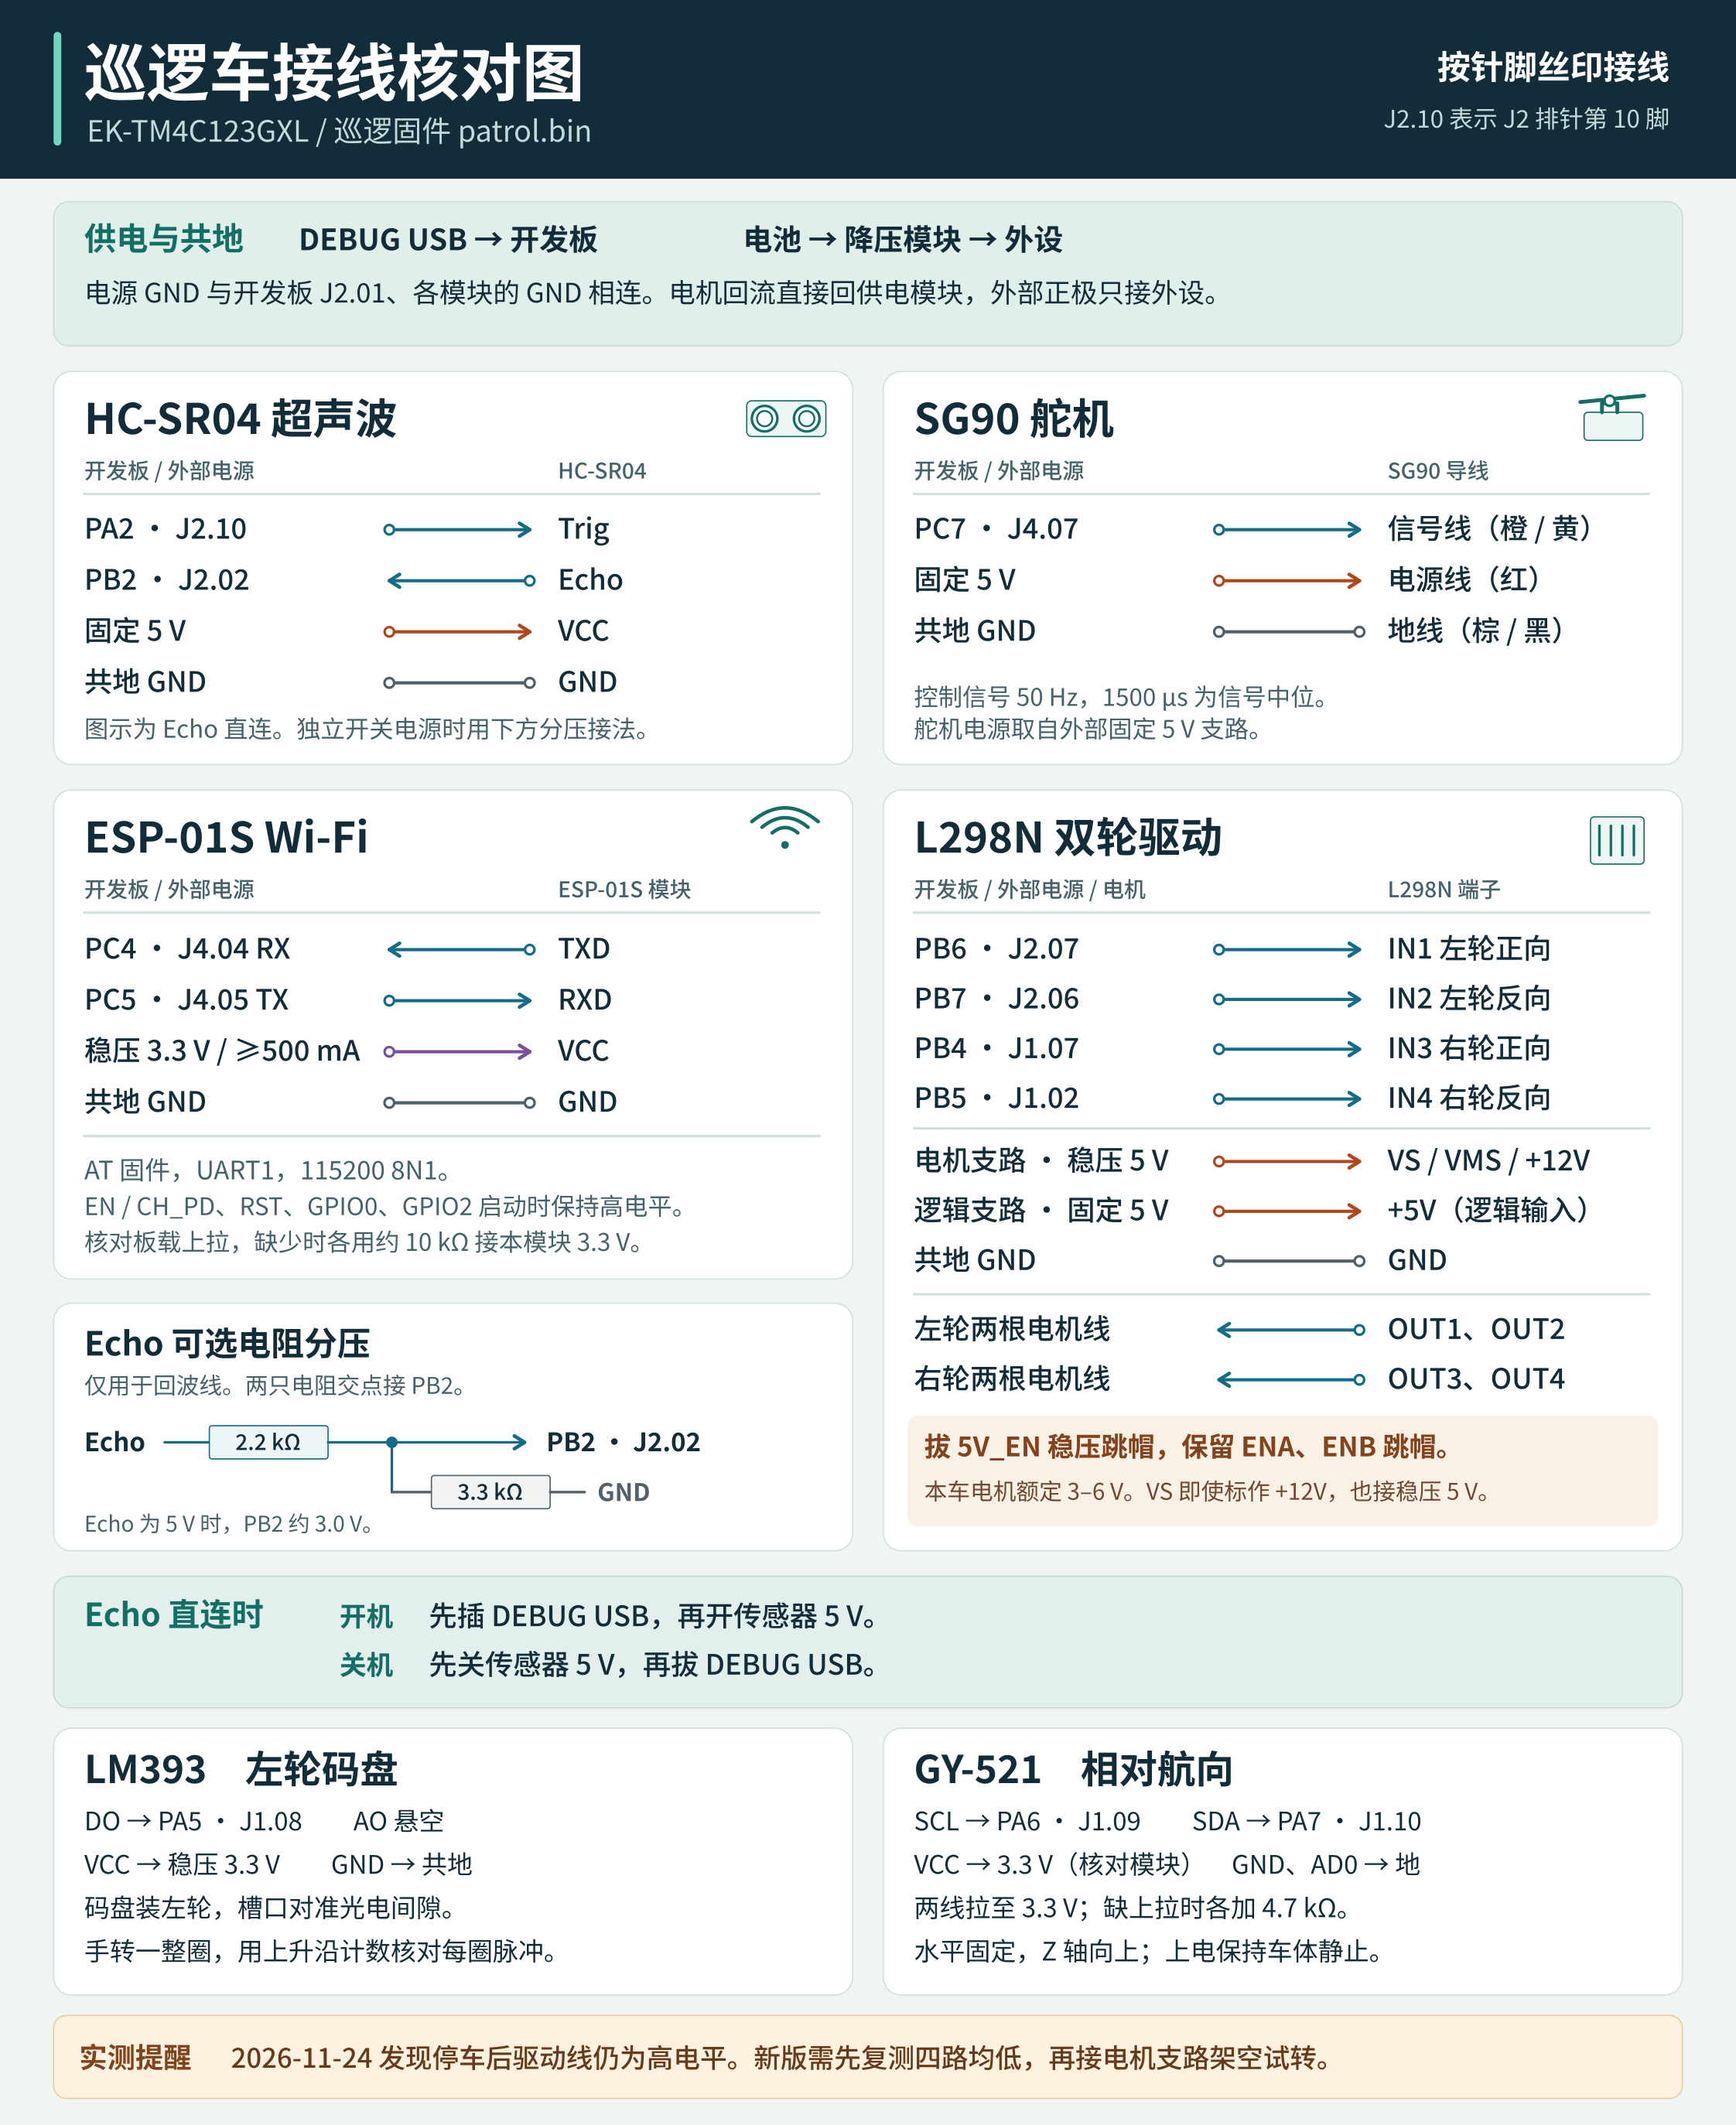 巡逻车接线核对图
EK-TM4C123GXL / 巡逻固件 patrol.bin
按针脚丝印接线
J2.10 表示 J2 排针第 10 脚
供电与共地 DEBUG USB → 开发板 电池 → 降压模块 → 外设
电源 GND 与开发板 J2.01、各模块的 GND 相连。电机回流直接回供电模块，外部正极只接外设。
HC-SR04 超声波
开发板 / 外部电源 HC-SR04
PA2 · J2.10 Trig
PB2 · J2.02 Echo
固定 5 V VCC
共地 GND GND
图示为 Echo 直连。独立开关电源时用下方分压接法。
SG90 舵机
开发板 / 外部电源 SG90 导线
PC7 · J4.07 信号线（橙 / 黄）
固定 5 V 电源线（红）
共地 GND 地线（棕 / 黑）
控制信号 50 Hz，1500 μs 为信号中位。
舵机电源取自外部固定 5 V 支路。
ESP-01S Wi-Fi
开发板 / 外部电源 ESP-01S 模块
PC4 · J4.04 RX TXD
PC5 · J4.05 TX RXD
稳压 3.3 V / ≥500 mA VCC
共地 GND GND
AT 固件，UART1，115200 8N1。
EN / CH_PD、RST、GPIO0、GPIO2 启动时保持高电平。
核对板载上拉，缺少时各用约 10 kΩ 接本模块 3.3 V。
L298N 双轮驱动
开发板 / 外部电源 / 电机 L298N 端子
PB6 · J2.07 IN1 左轮正向
PB7 · J2.06 IN2 左轮反向
PB4 · J1.07 IN3 右轮正向
PB5 · J1.02 IN4 右轮反向
电机支路 · 稳压 5 V VS / VMS / +12V
逻辑支路 · 固定 5 V +5V（逻辑输入）
共地 GND GND
左轮两根电机线 OUT1、OUT2
右轮两根电机线 OUT3、OUT4
拔 5V_EN 稳压跳帽，保留 ENA、ENB 跳帽。
本车电机额定 3–6 V。VS 即使标作 +12V，也接稳压 5 V。
Echo 可选电阻分压
仅用于回波线。两只电阻交点接 PB2。
Echo 2.2 kΩ PB2 · J2.02
3.3 kΩ GND
Echo 为 5 V 时，PB2 约 3.0 V。
Echo 直连时 开机 先插 DEBUG USB，再开传感器 5 V。
关机 先关传感器 5 V，再拔 DEBUG USB。
LM393 左轮码盘
DO → PA5 · J1.08 AO 悬空
VCC → 稳压 3.3 V GND → 共地
码盘装左轮，槽口对准光电间隙。
手转一整圈，用上升沿计数核对每圈脉冲。
GY-521 相对航向
SCL → PA6 · J1.09 SDA → PA7 · J1.10
VCC → 3.3 V（核对模块） GND、AD0 → 地
两线拉至 3.3 V；缺上拉时各加 4.7 kΩ。
水平固定，Z 轴向上；上电保持车体静止。
实测提醒 2026-11-24 发现停车后驱动线仍为高电平。新版需先复测四路均低，再接电机支路架空试转。